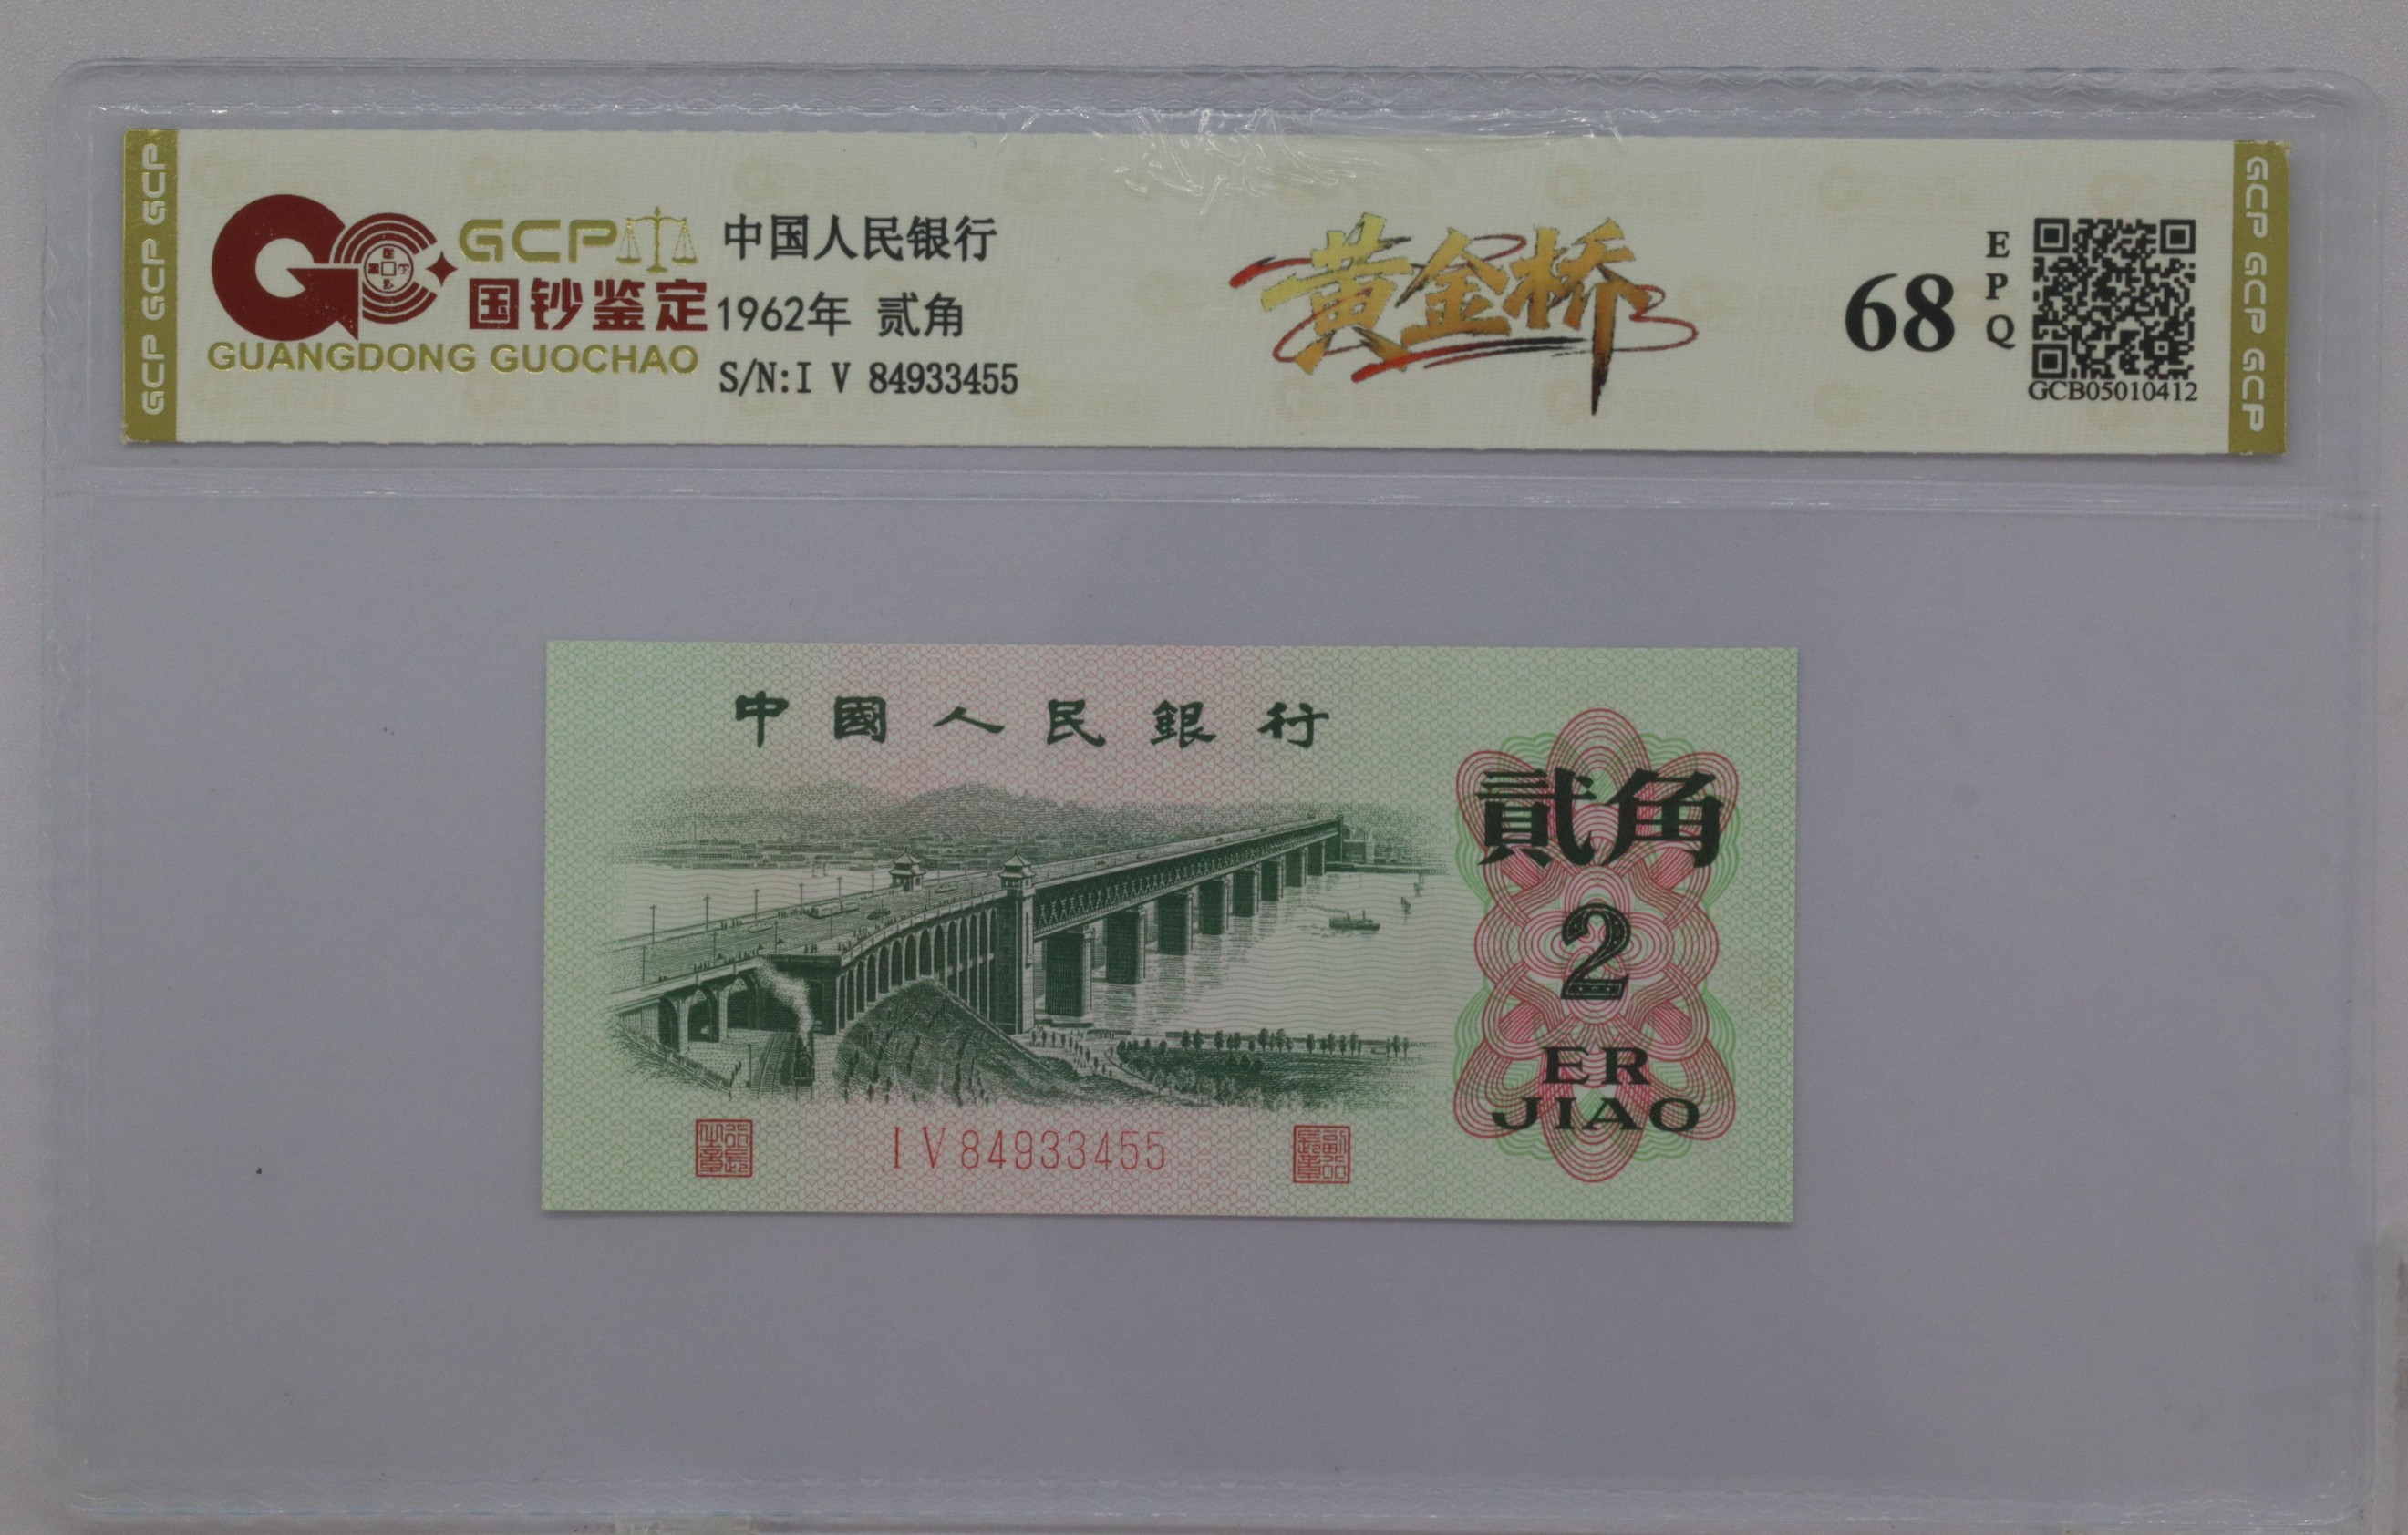 GCP GCP GCP
GCP
国钞鉴定
GUANGDONG GUOCHAO
中国人民银行
1962年 贰角
S/N:I V 84933455
黄金桥
68
EPQ
GCB05010412
GCP GCP GCP
中國人民銀行
貳角
2
ER
JIAO
I V 84933455